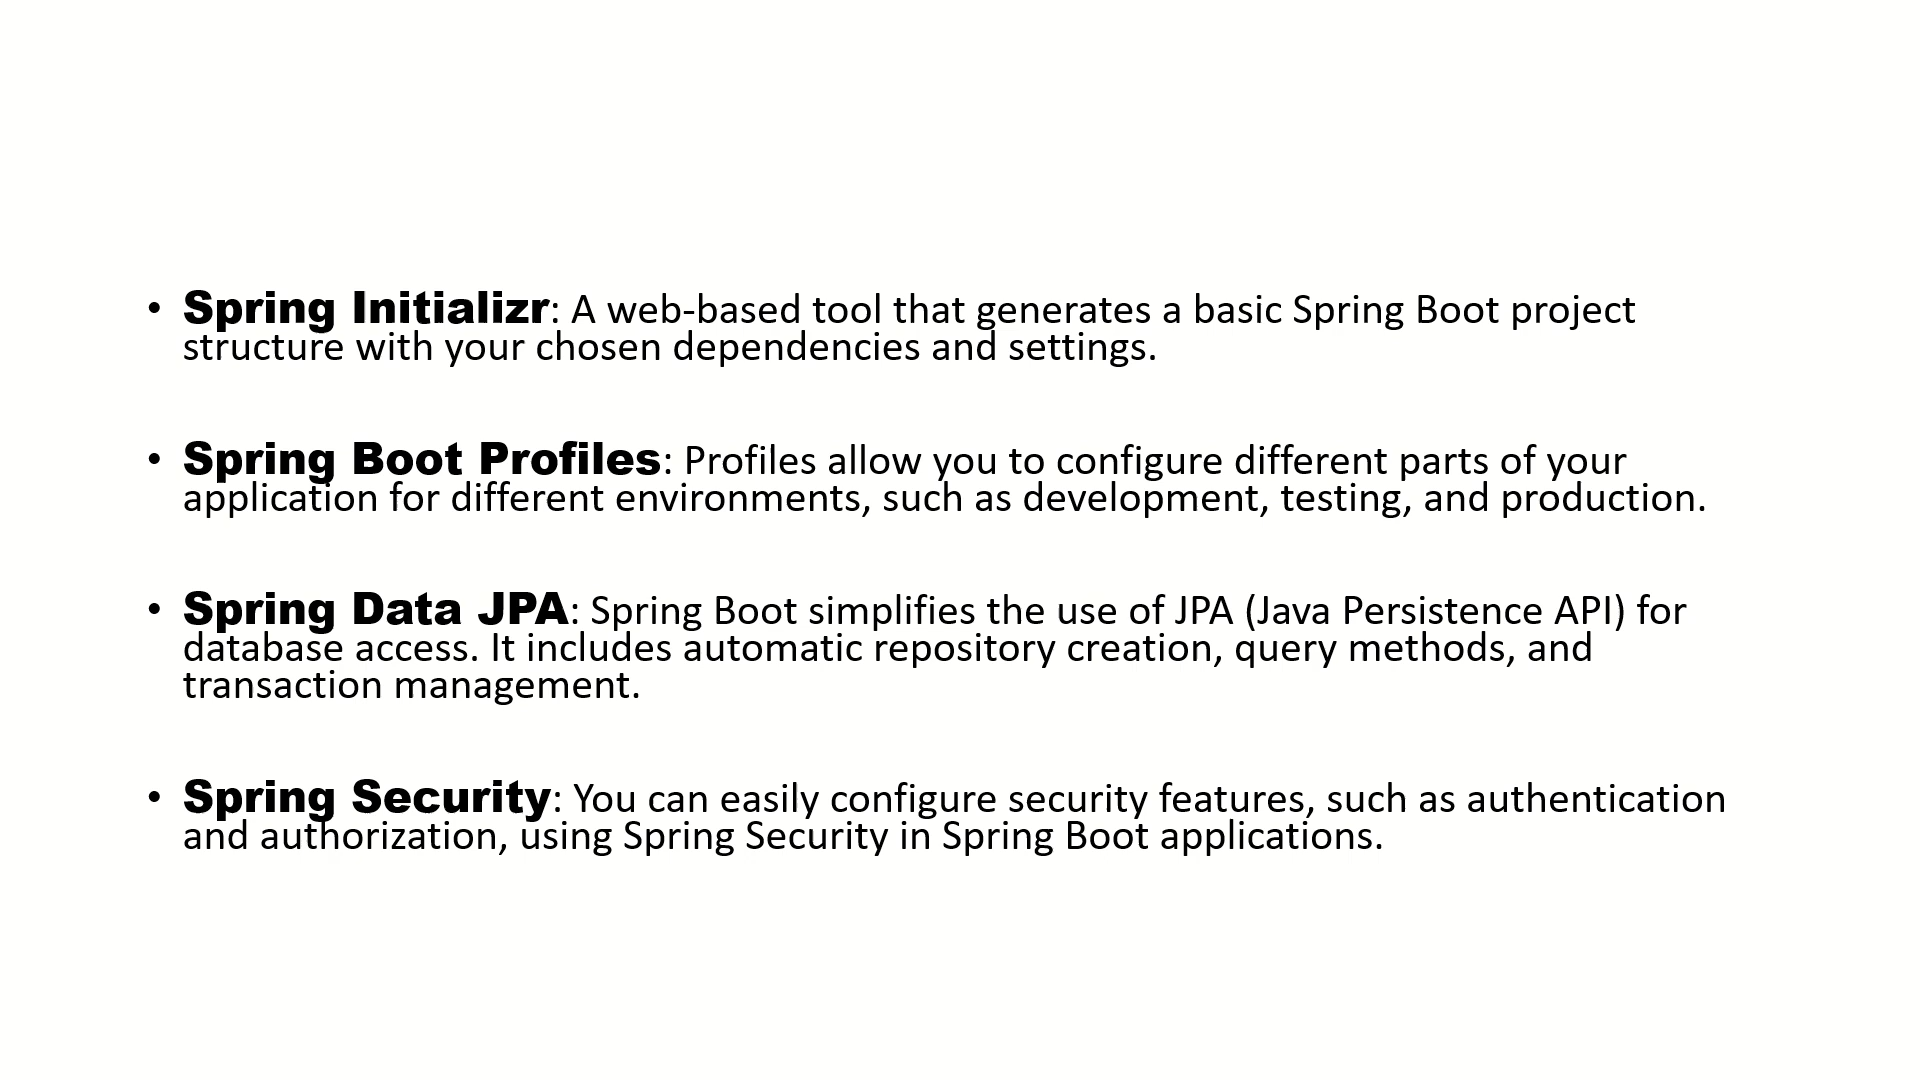 • Spring Initializr: A web-based tool that generates a basic Spring Boot project
structure with your chosen dependencies and settings.
• Spring Boot Profiles: Profiles allow you to configure different parts of your
application for different environments, such as development, testing, and production.
• Spring Data JPA: Spring Boot simplifies the use of JPA (Java Persistence API) for
database access. It includes automatic repository creation, query methods, and
transaction management.
• Spring Security: You can easily configure security features, such as authentication
and authorization, using Spring Security in Spring Boot applications.